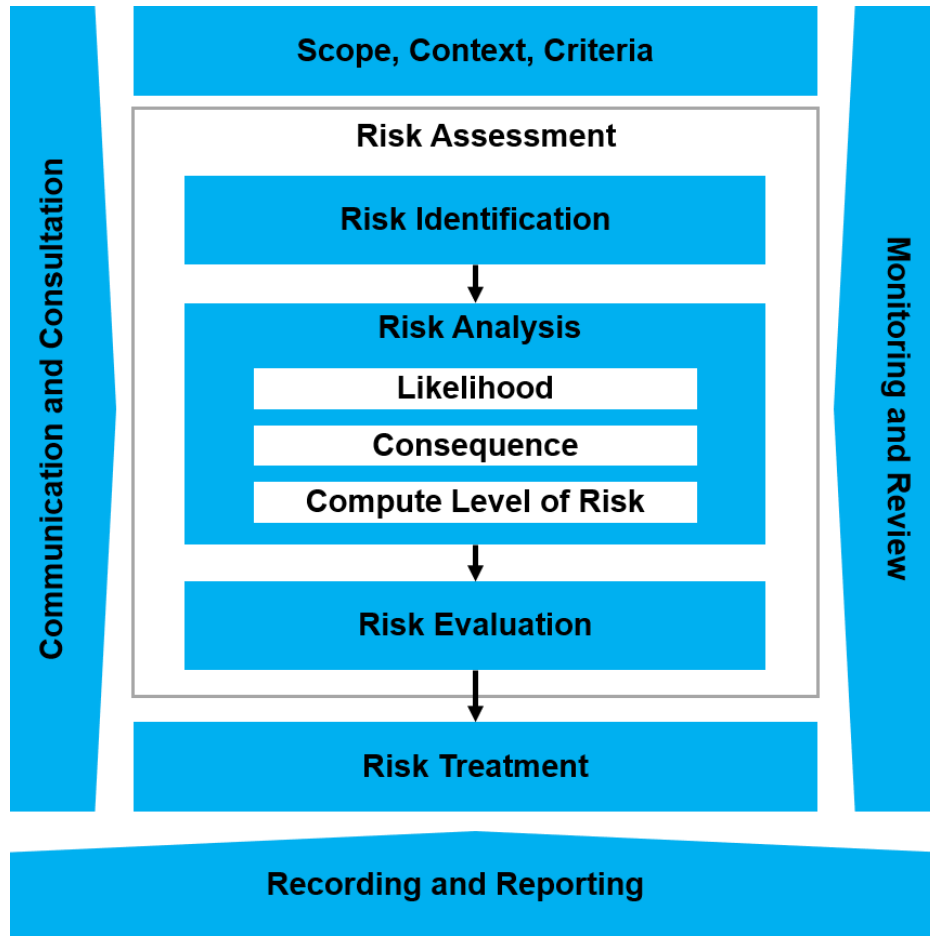 Scope, Context, Criteria
Risk Assessment
Risk Identification
Risk Analysis
Likelihood
Consequence
Compute Level of Risk
Risk Evaluation
Risk Treatment
Communication and Consultation
Monitoring and Review
Recording and Reporting